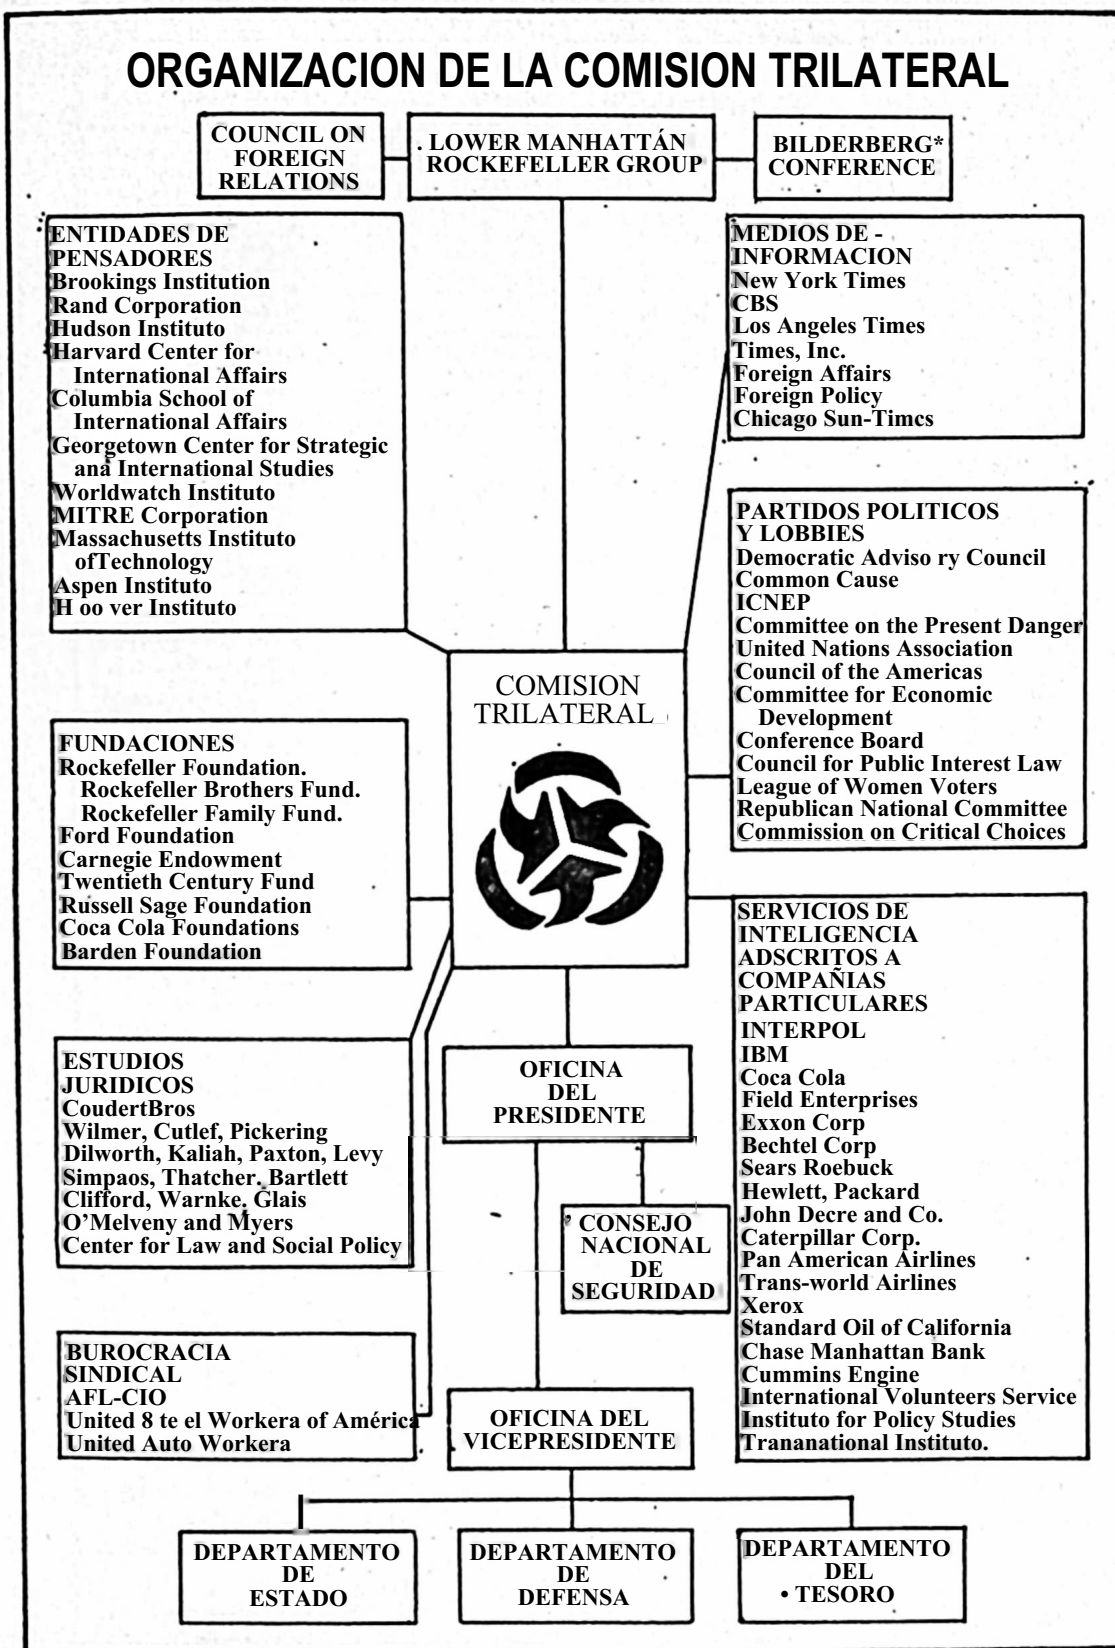 ORGANIZACION DE LA COMISION TRILATERAL
COUNCIL ON
FOREIGN
RELATIONS
. LOWER MANHATTÁN
ROCKEFELLER GROUP
BILDERBERG*
CONFERENCE
ENTIDADES DE
PENSADORES
Brookings Institution
Rand Corporation
Hudson Instituto
Harvard Center for
International Affairs
Columbia School of
International Affairs
Georgetown Center for Strategic
ana International Studies
Worldwatch Instituto
MITRE Corporation
Massachusetts Instituto
ofTechnology
Aspen Instituto
H oo ver Instituto
MEDIOS DE -
INFORMACION
New York Times
CBS
Los Angeles Times
Times, Inc.
Foreign Affairs
Foreign Policy
Chicago Sun-Timcs
PARTIDOS POLITICOS
Y LOBBIES
Democratic Adviso ry Council
Common Cause
ICNEP
Committee on the Present Danger
United Nations Association
Council of the Americas
Committee for Economic
Development
Conference Board
Council for Public Interest Law
League of Women Voters
Republican National Committee
Commission on Critical Choices
COMISION
TRILATERAL
FUNDACIONES
Rockefeller Foundation.
Rockefeller Brothers Fund.
Rockefeller Family Fund.
Ford Foundation
Carnegie Endowment
Twentieth Century Fund
Russell Sage Foundation
Coca Cola Foundations
Barden Foundation
SERVICIOS DE
INTELIGENCIA
ADSCRITOS A
COMPAÑIAS
PARTICULARES
INTERPOL
IBM
Coca Cola
Field Enterprises
Exxon Corp
Bechtel Corp
Sears Roebuck
Hewlett, Packard
John Decre and Co.
Caterpillar Corp.
Pan American Airlines
Trans-world Airlines
Xerox
Standard Oil of California
Chase Manhattan Bank
Cummins Engine
International Volunteers Service
Instituto for Policy Studies
Trananational Instituto.
ESTUDIOS
JURIDICOS
CoudertBros
Wilmer, Cutlef, Pickering
Dilworth, Kaliah, Paxton, Levy
Simpaos, Thatcher. Bartlett
Clifford, Warnke. Glais
O'Melveny and Myers
Center for Law and Social Policy
OFICINA
DEL
PRESIDENTE
CONSEJO
NACIONAL
DE
SEGURIDAD
BUROCRACIA
SINDICAL
AFL-CIO
United 8 te el Workera of América
United Auto Workera
OFICINA DEL
VICEPRESIDENTE
DEPARTAMENTO
DE
ESTADO
DEPARTAMENTO
DE
DEFENSA
DEPARTAMENTO
DEL
• TESORO